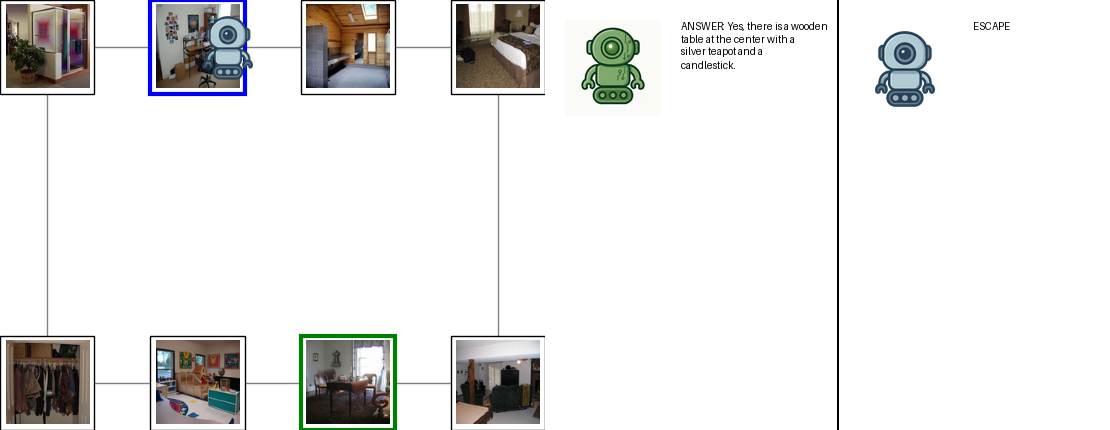 ANSWER: Yes, there is a wooden
table at the center with a
silver teapot and a
candlestick.
ESCAPE